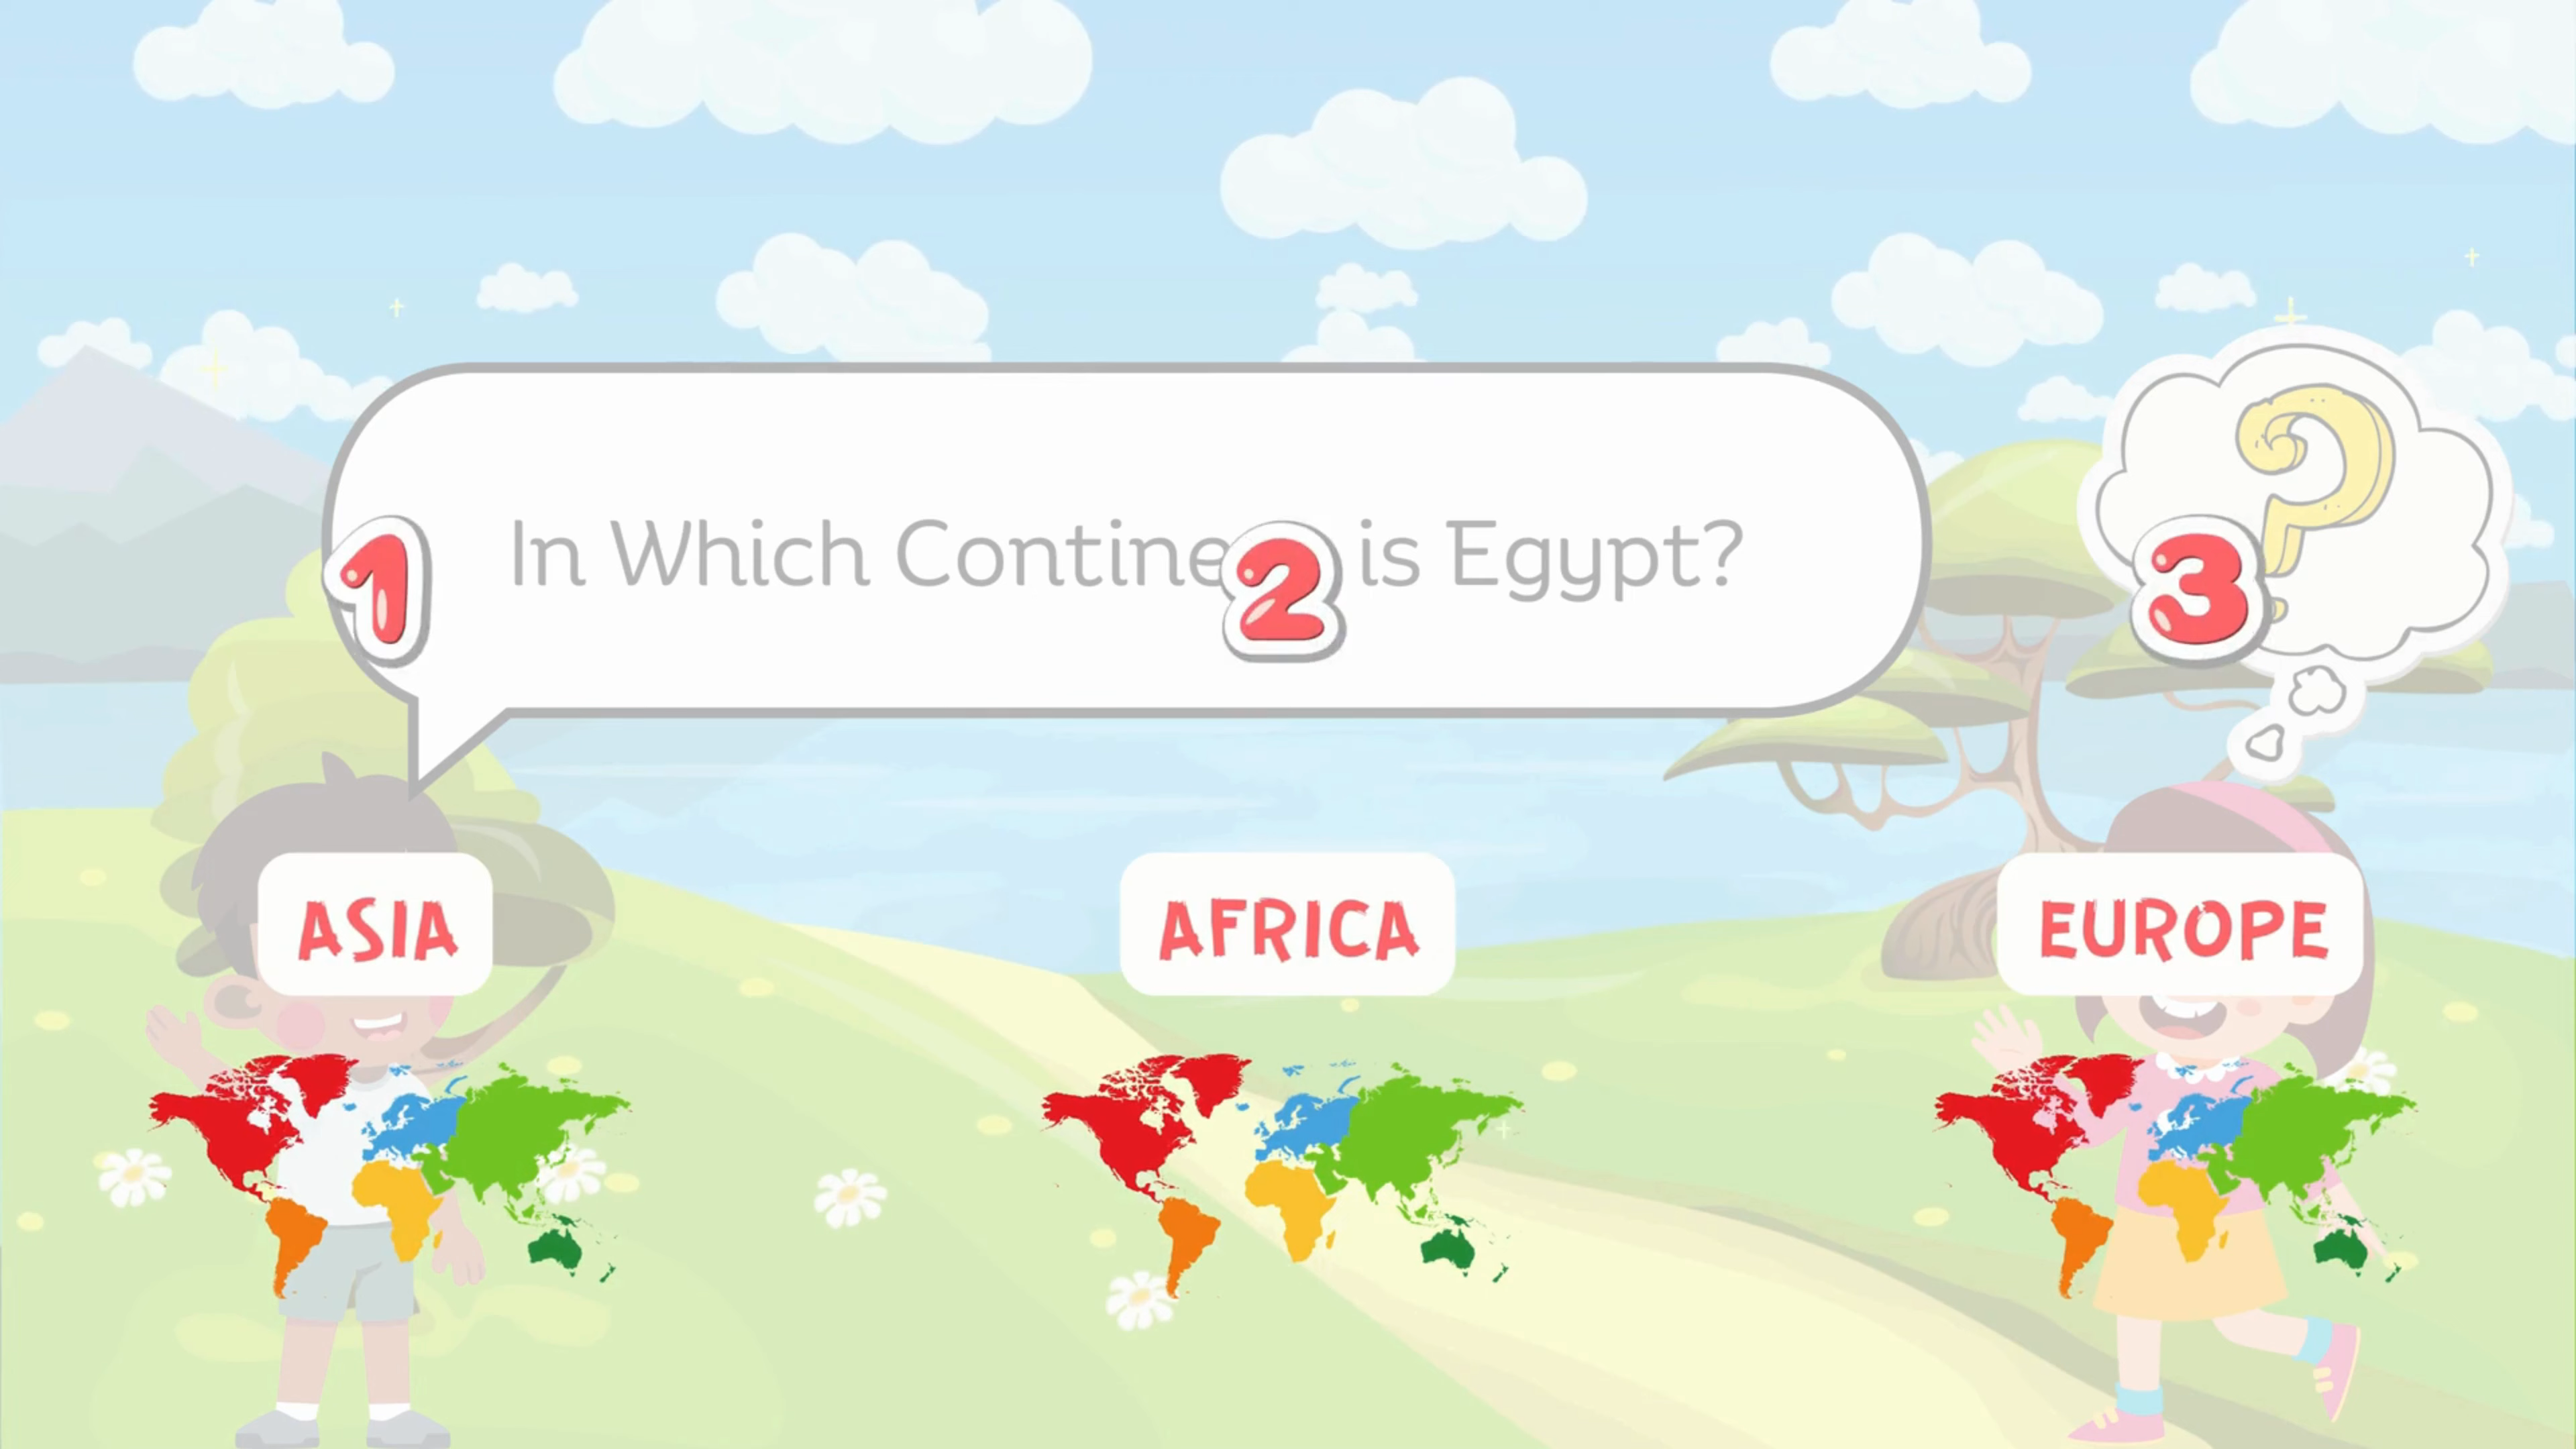 In Which Contine is Egypt?
1
2
3
ASIA
AFRICA
EUROPE